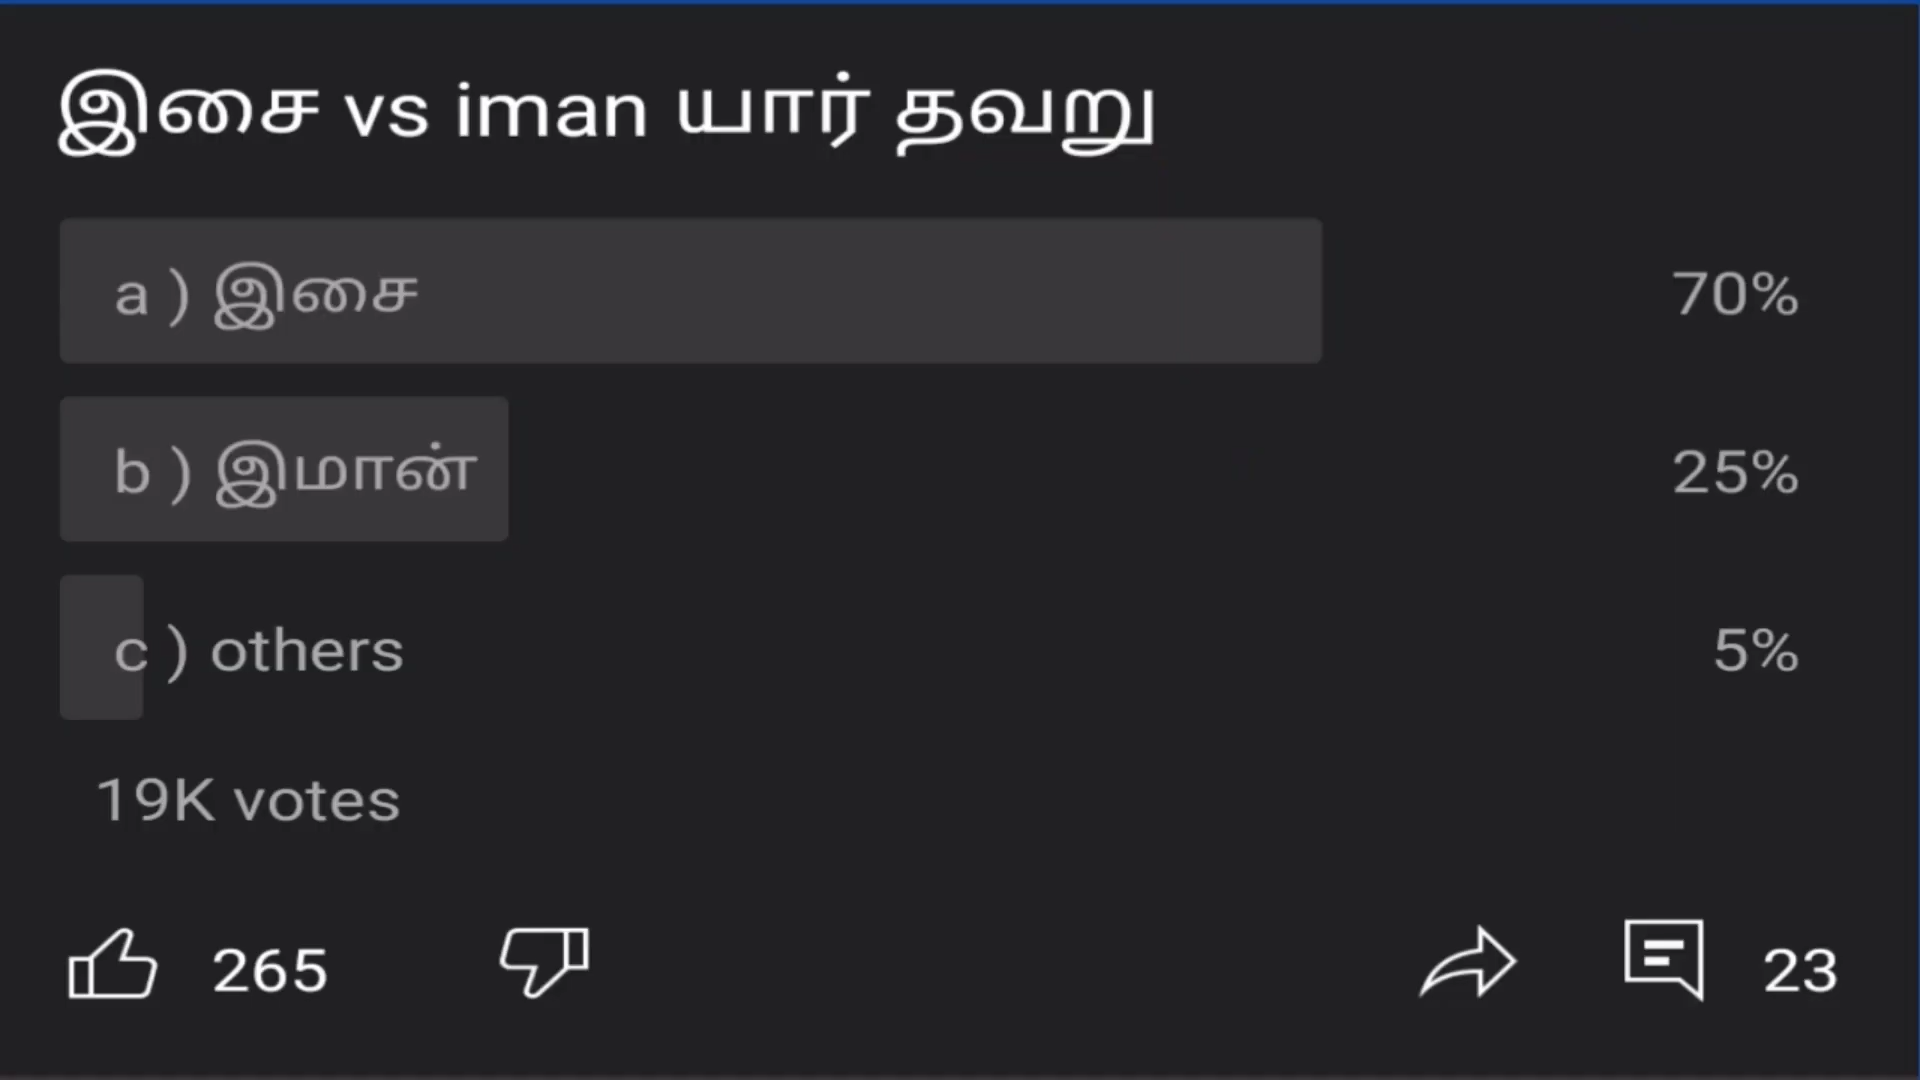 இசை vs iman யார் தவறு
a ) இசை 70%
b ) இமான் 25%
c ) others 5%
19K votes
265 23